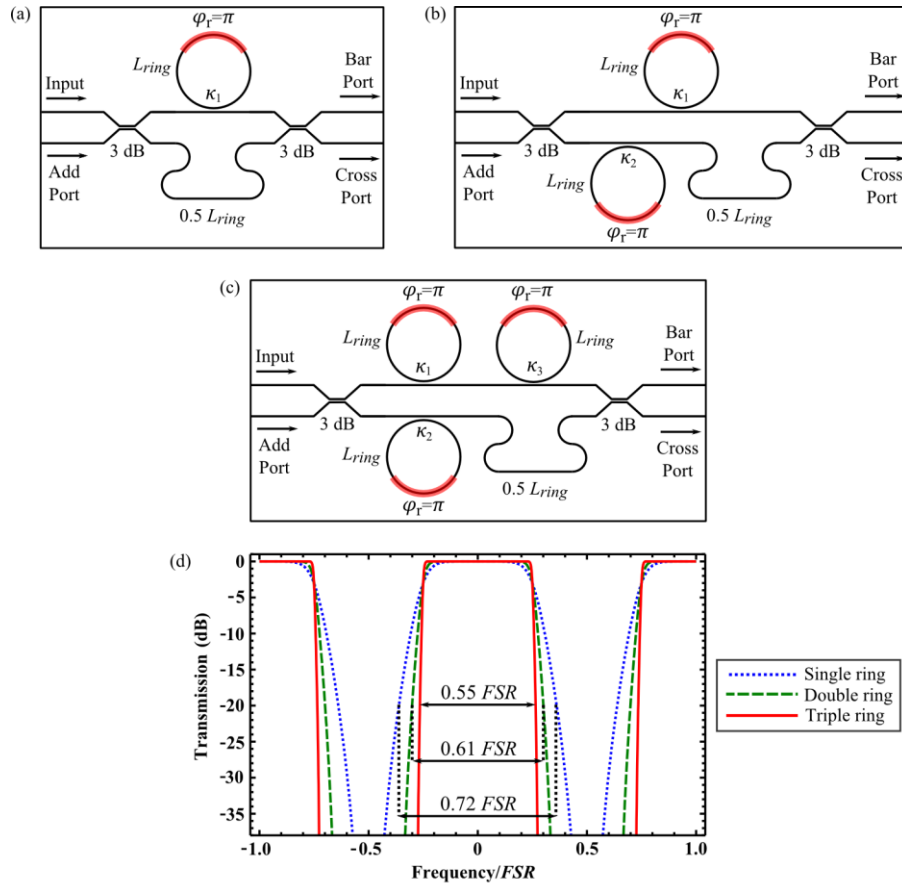 (a)
φr=π
Lring
κ1
Input
Bar
Port
3 dB
3 dB
Add
Port
Cross
Port
0.5 Lring
(b)
φr=π
Lring
κ1
Input
Bar
Port
3 dB
κ2
3 dB
Add
Port
Lring
φr=π
Cross
Port
0.5 Lring
(c)
φr=π
φr=π
Lring
Lring
κ1
κ3
Input
Bar
Port
3 dB
3 dB
κ2
Add
Port
Lring
φr=π
Cross
Port
0.5 Lring
(d)
Transmission (dB)
0
-5
-10
-15
-20
-25
-30
-35
0.55 FSR
0.61 FSR
0.72 FSR
-1.0
-0.5
0.0
0.5
1.0
Frequency/FSR
Single ring
Double ring
Triple ring